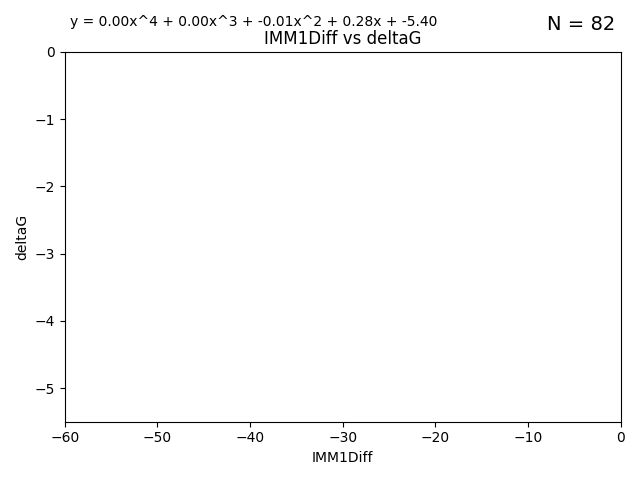 y = 0.00x^4 + 0.00x^3 + -0.01x^2 + 0.28x + -5.40
N = 82
IMM1Diff vs deltaG
0
−1
−2
−3
−4
−5
deltaG
−60 −50 −40 −30 −20 −10 0
IMM1Diff